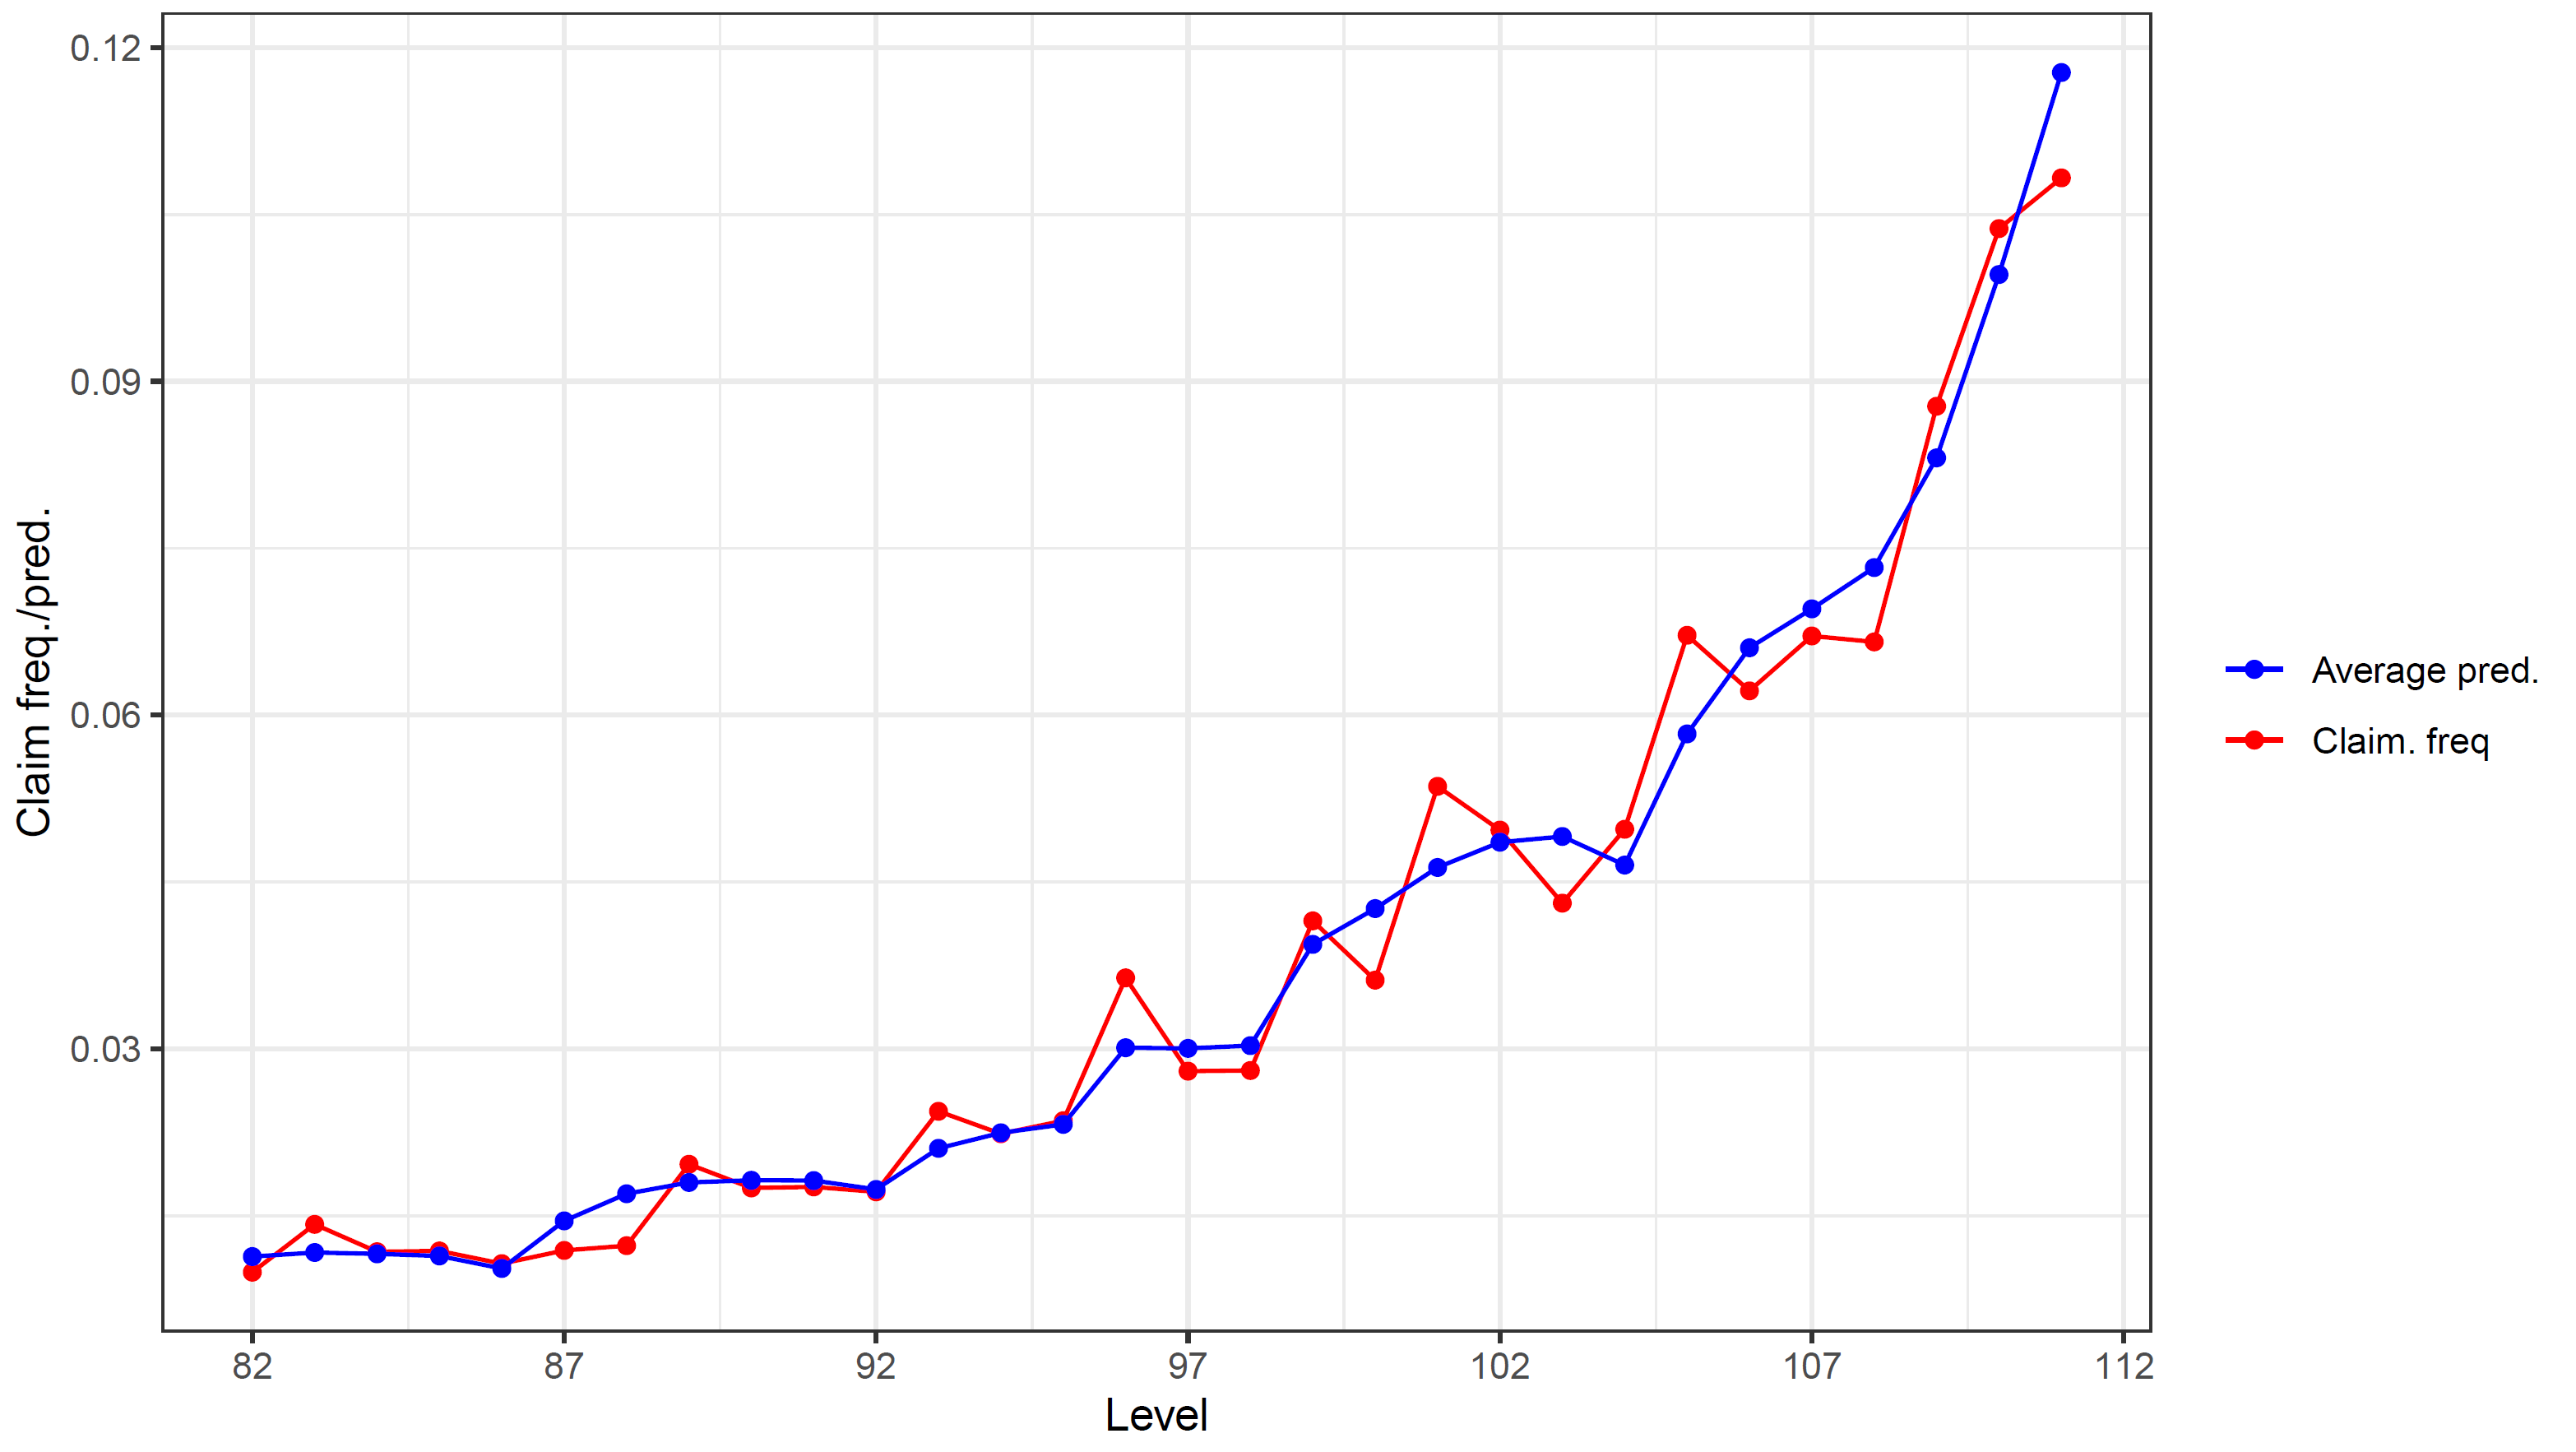 0.12
0.09
0.06
0.03
Claim freq./pred.
82 87 92 97 102 107 112
Level
Average pred.
Claim. freq